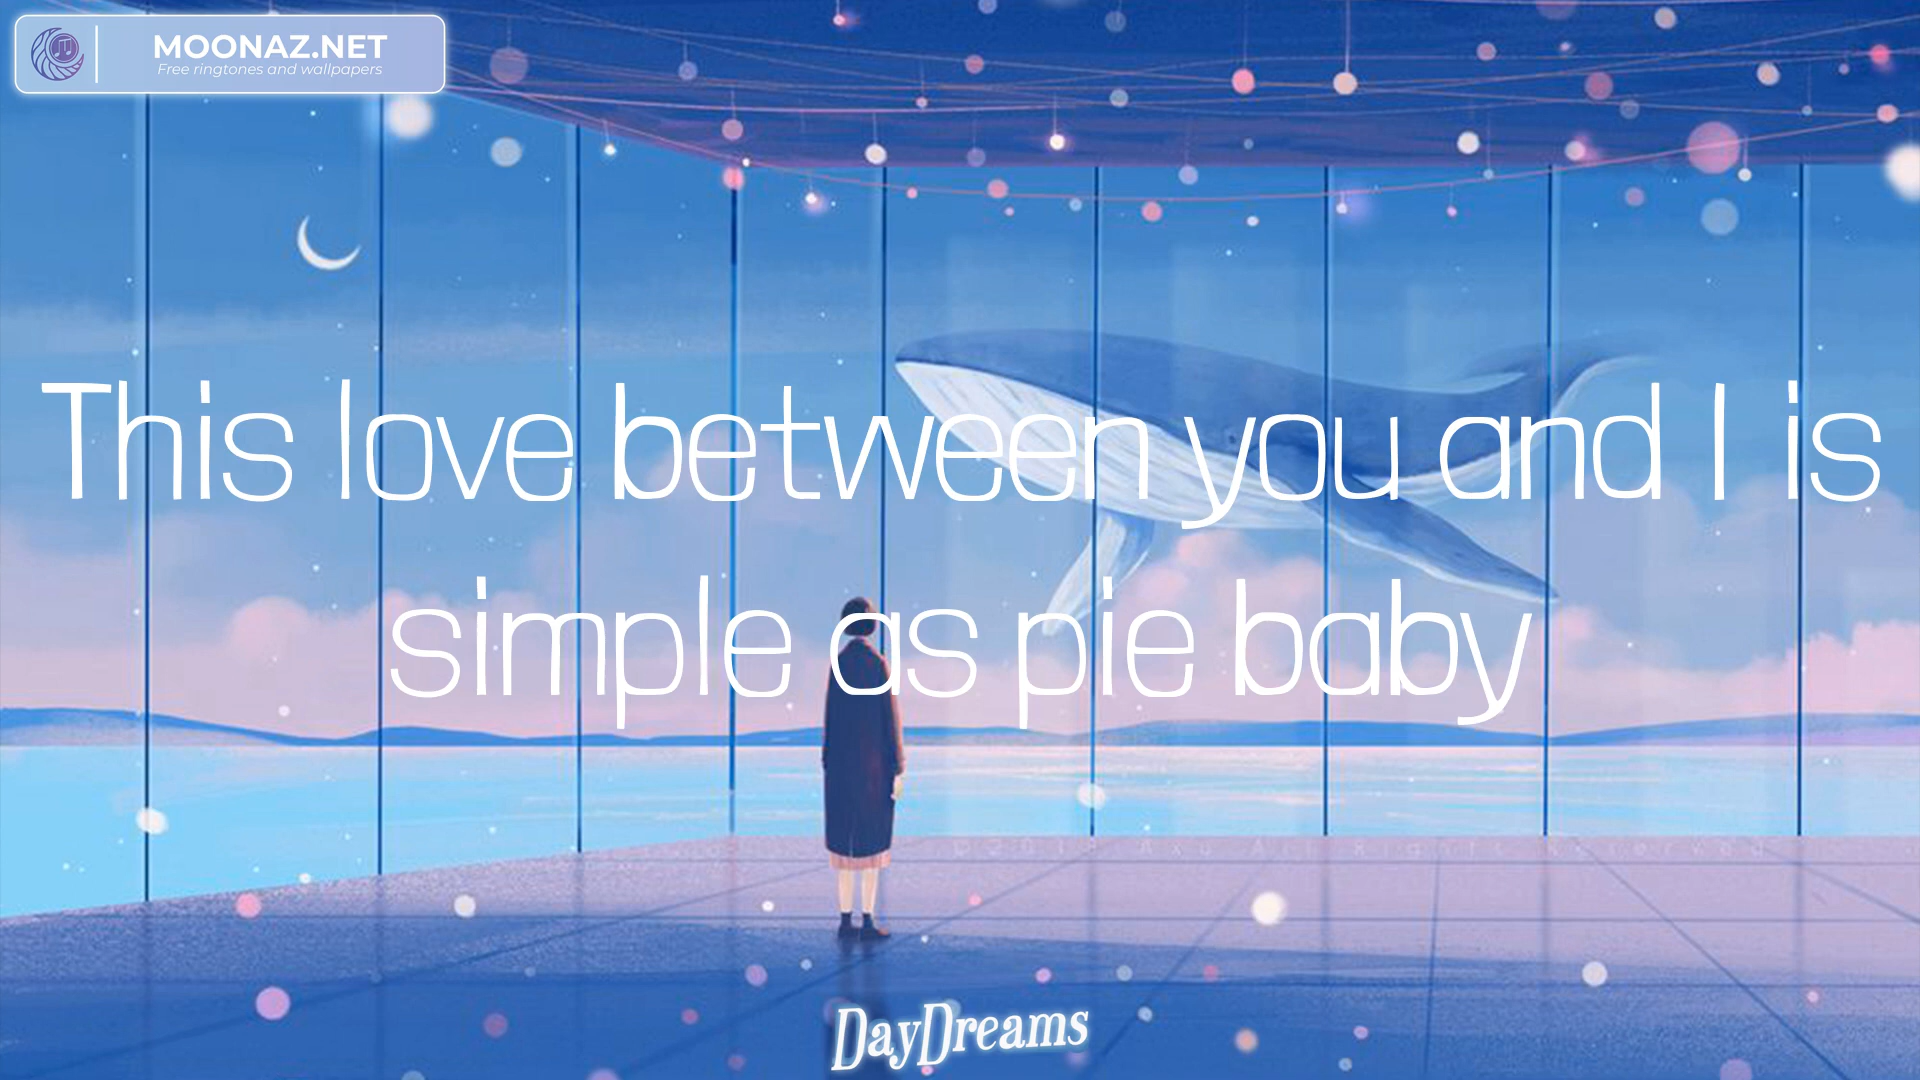 MOONAZ.NET
Free ringtones and wallpapers
This love between you and I is
simple as pie baby
DayDreams